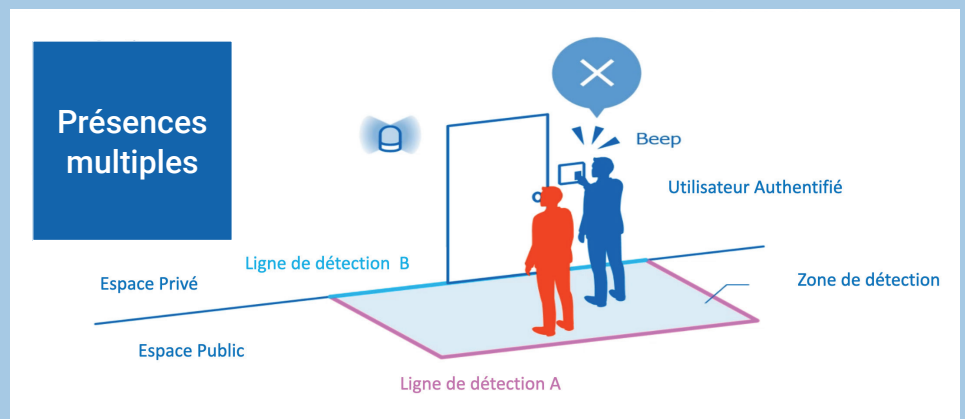 Présences
multiples
Beep
Utilisateur Authentifié
Ligne de détection B
Espace Privé
Zone de détection
Espace Public
Ligne de détection A